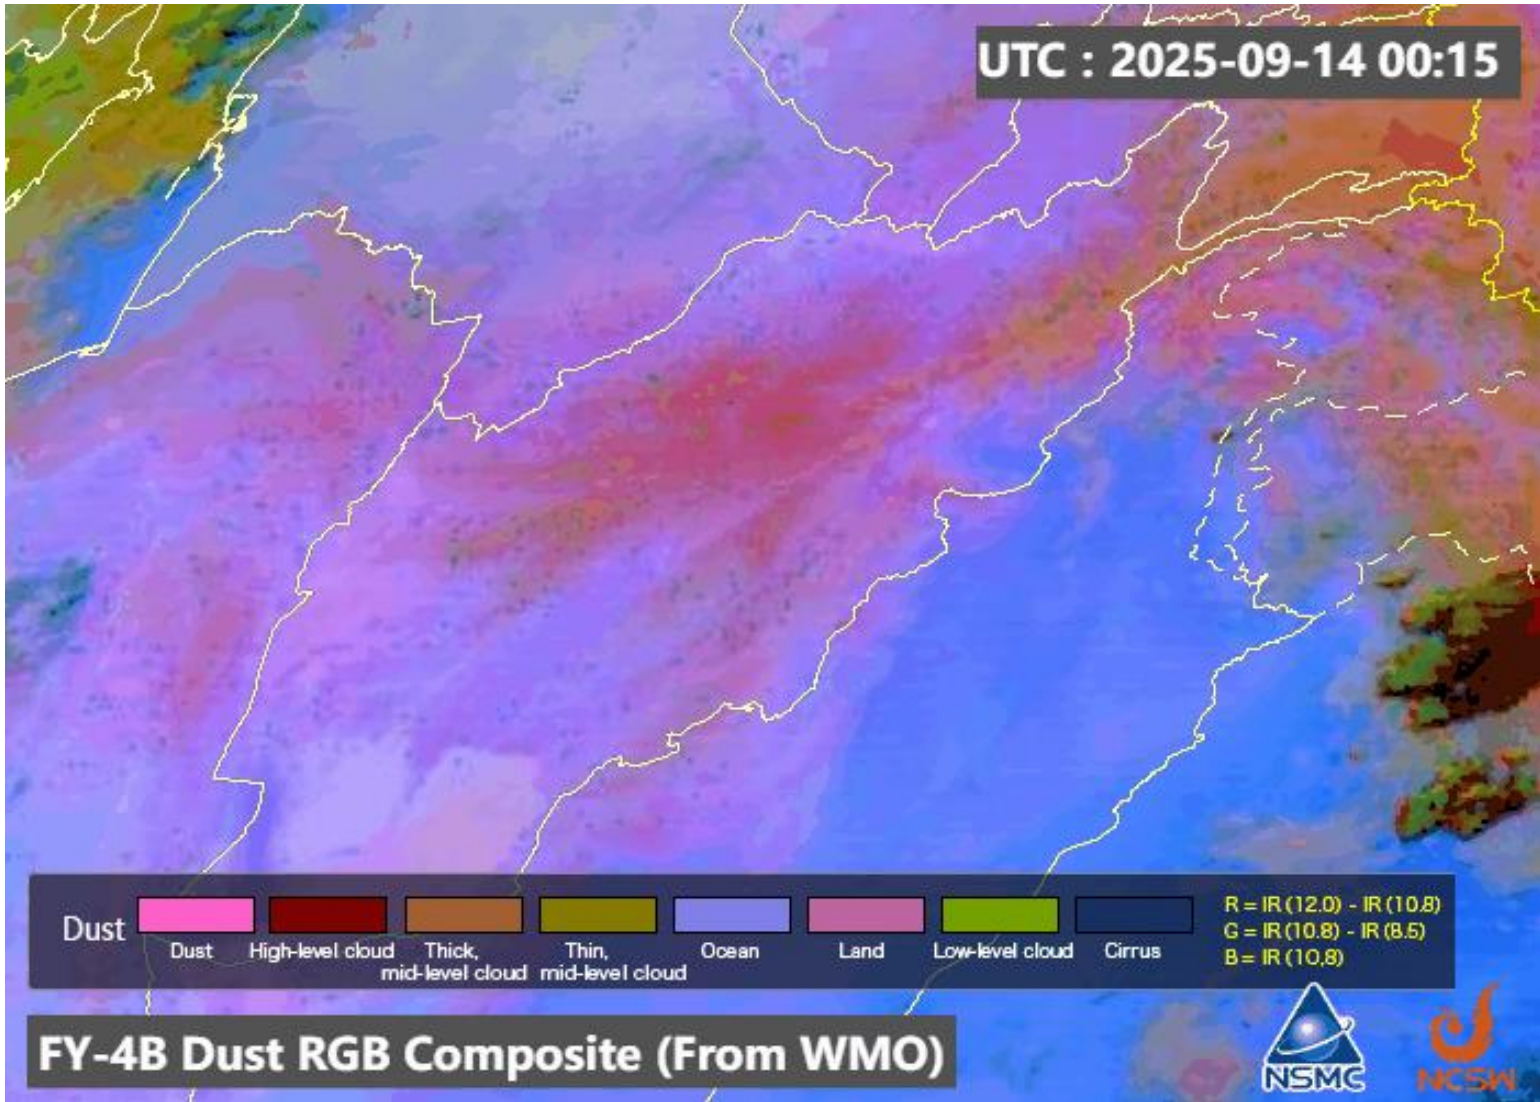 UTC : 2025-09-14 00:15
Dust
Dust
High-level cloud
Thick,
mid-level cloud
Thin,
mid-level cloud
Ocean
Land
Low-level cloud
Cirrus
R = IR (12.0) - IR (10.8)
G = IR (10.8) - IR (8.5)
B = IR (10,8)
FY-4B Dust RGB Composite (From WMO)
NSMC
NCSW